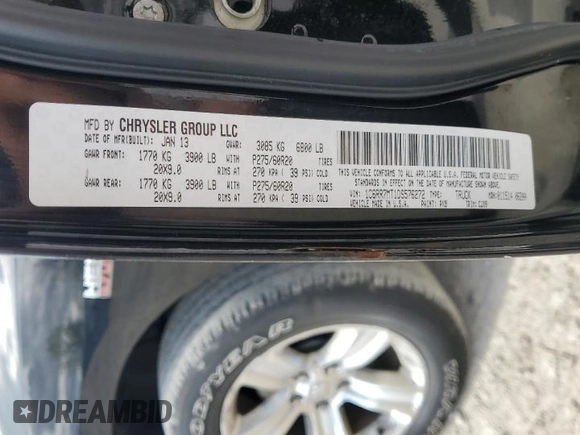 MFD BY CHRYSLER GROUP LLC
DATE OF MFR(BUILT): JAN 13 GVWR: 3085 KG 6800 LB
GAWR FRONT: 1770 KG 3900 LB WITH P275/60R20 TIRES
20X9.0 RIMS AT 270 KPA ( 39 PSI) COLD
GAWR REAR: 1770 KG 3900 LB WITH P275/60R20 TIRES
20X9.0 RIMS AT 270 KPA ( 39 PSI) COLD
THIS VEHICLE CONFORMS TO ALL APPLICABLE
U.S.A. FEDERAL MOTOR VEHICLE SAFETY
STANDARDS IN EFFECT ON THE DATE OF
MANUFACTURE SHOWN ABOVE.
VIN: TYPE: TRUCK
VEHICLE MADE IN U.S.A. PAINT: TRIM:
GOODYEAR
DREAMBID